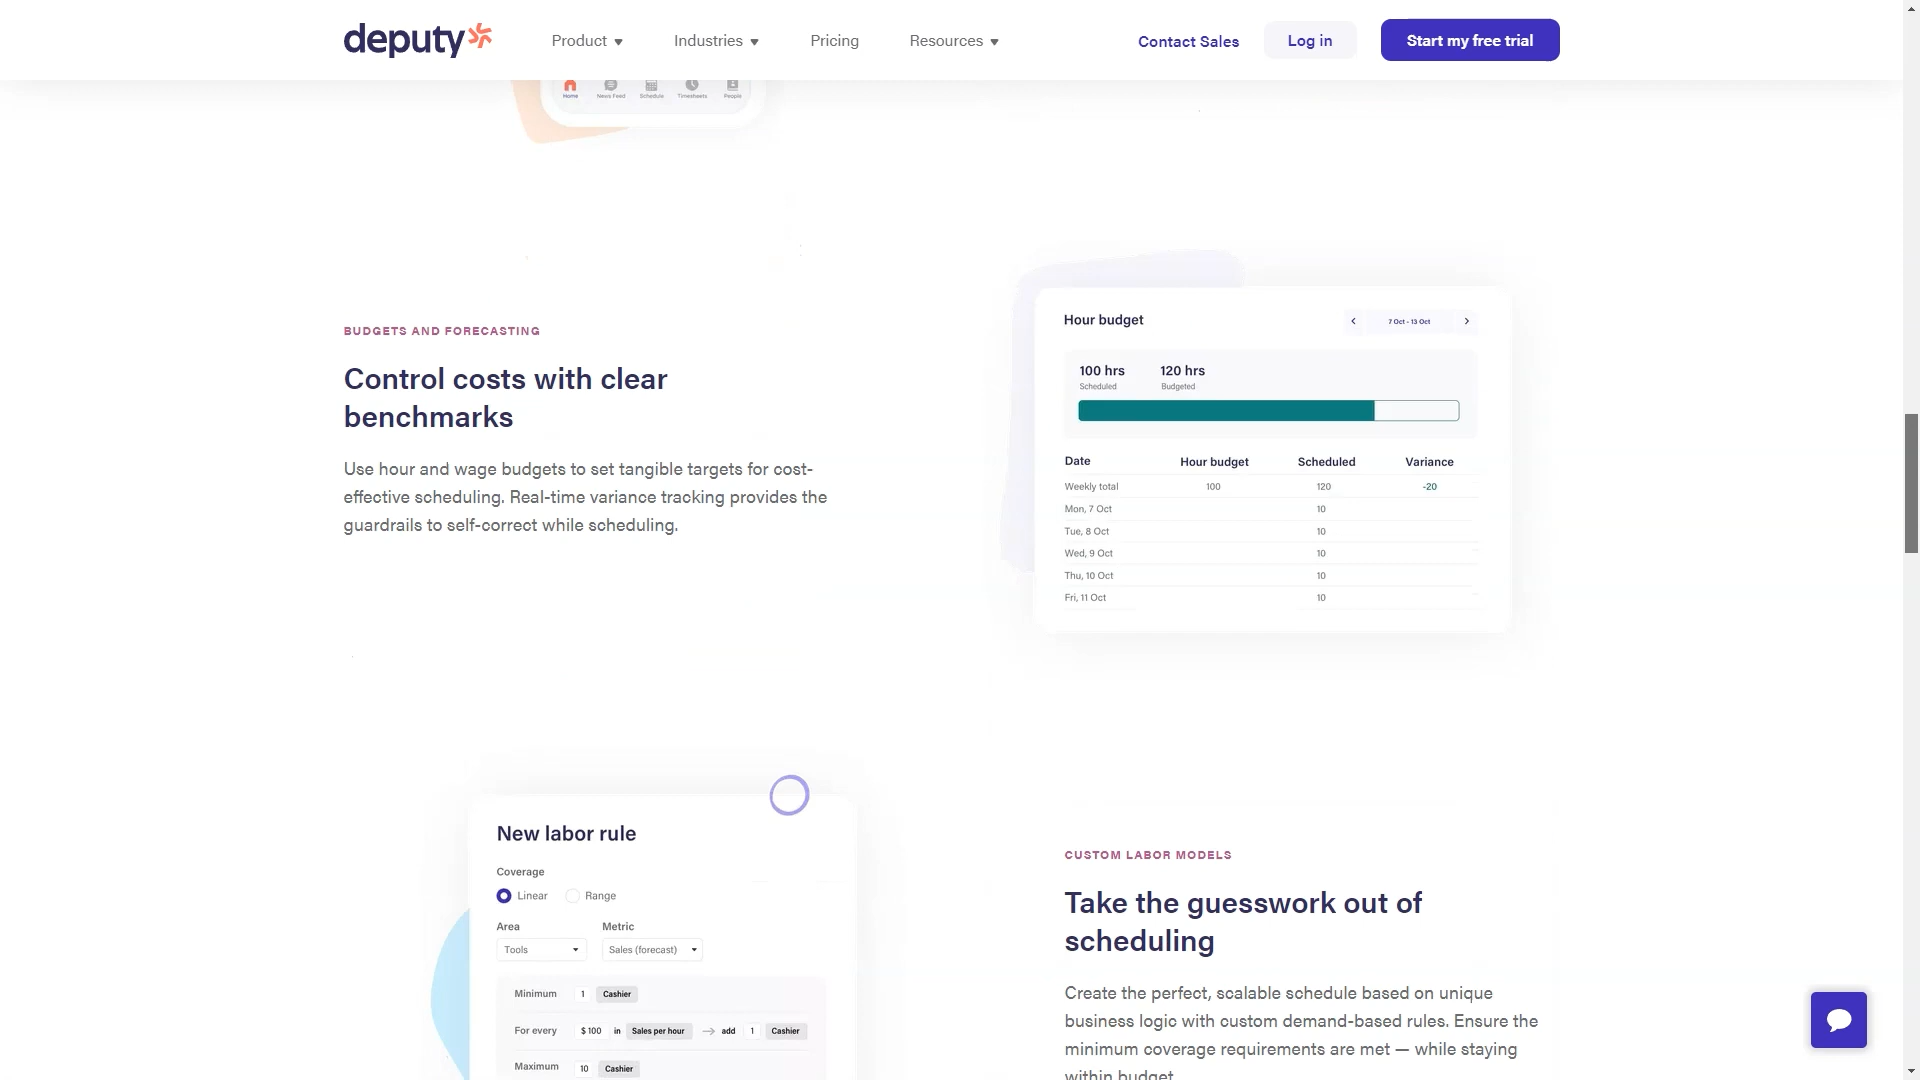 deputy
Product
Industries
Pricing
Resources
Contact Sales
Log in
Start my free trial
Home
News Feed
Schedule
Timesheets
People
BUDGETS AND FORECASTING
Control costs with clear
benchmarks
Use hour and wage budgets to set tangible targets for cost-
effective scheduling. Real-time variance tracking provides the
guardrails to self-correct while scheduling.
Hour budget
7 Oct - 13 Oct
100 hrs 120 hrs
Scheduled Budgeted
Date Hour budget Scheduled Variance
Weekly total 100 120 -20
Mon, 7 Oct 10
Tue, 8 Oct 10
Wed, 9 Oct 10
Thu, 10 Oct 10
Fri, 11 Oct 10
New labor rule
Coverage
Linear Range
Area Metric
Tools Sales (forecast)
Minimum 1 Cashier
For every $ 100 in Sales per hour add 1 Cashier
Maximum 10 Cashier
CUSTOM LABOR MODELS
Take the guesswork out of
scheduling
Create the perfect, scalable schedule based on unique
business logic with custom demand-based rules. Ensure the
minimum coverage requirements are met — while staying
within budget.